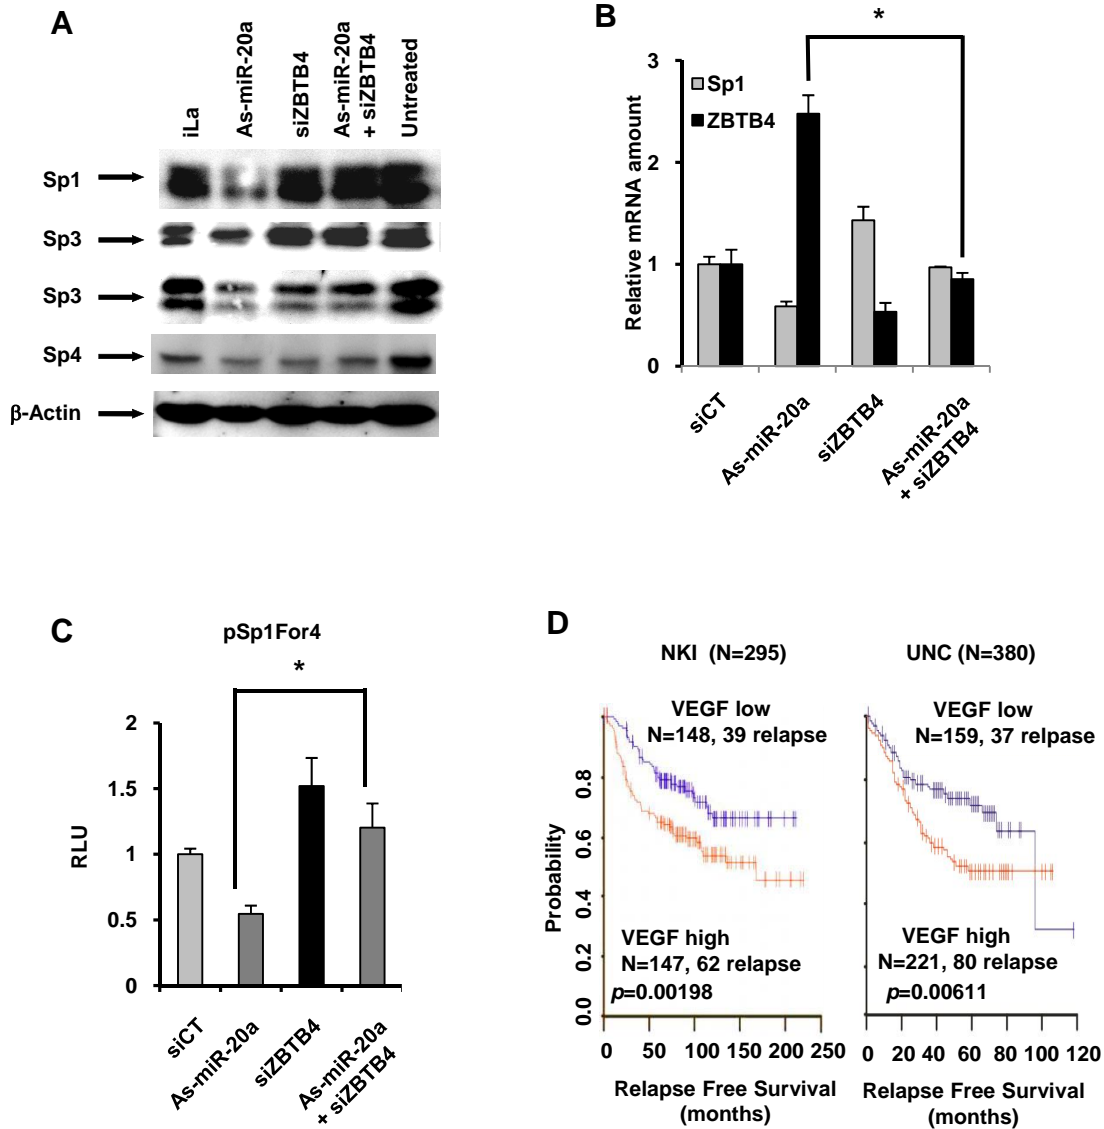 A
iLa
As-miR-20a
siZBTB4
As-miR-20a
+ siZBTB4
Untreated
Sp1
Sp3
Sp3
Sp4
β-Actin
B
*
3
2
1
0
Relative mRNA amount
Sp1
ZBTB4
siCT
As-miR-20a
siZBTB4
As-miR-20a
+ siZBTB4
C
pSp1For4
*
2
1.5
1
0.5
0
RLU
siCT
As-miR-20a
siZBTB4
As-miR-20a
+ siZBTB4
D
NKI (N=295)
VEGF low
N=148, 39 relapse
VEGF high
N=147, 62 relapse
p=0.00198
Probability
0.8
0.6
0.4
0.2
0.0
0 50 100 150 200 250
Relapse Free Survival
(months)
UNC (N=380)
VEGF low
N=159, 37 relpase
VEGF high
N=221, 80 relapse
p=0.00611
0 20 40 60 80 100 120
Relapse Free Survival
(months)